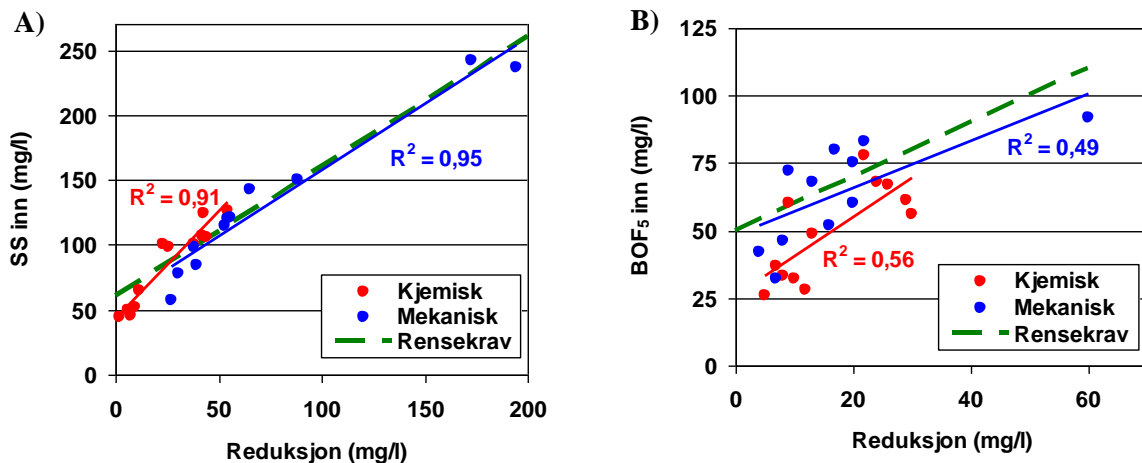 A)
SS inn (mg/l)
250
200
150
100
50
0
R² = 0,91
R² = 0,95
Kjemisk
Mekanisk
Rensekrav
0 50 100 150 200
Reduksjon (mg/l)
B)
BOF₅ inn (mg/l)
125
100
75
50
25
0
R² = 0,49
R² = 0,56
Kjemisk
Mekanisk
Rensekrav
0 20 40 60
Reduksjon (mg/l)